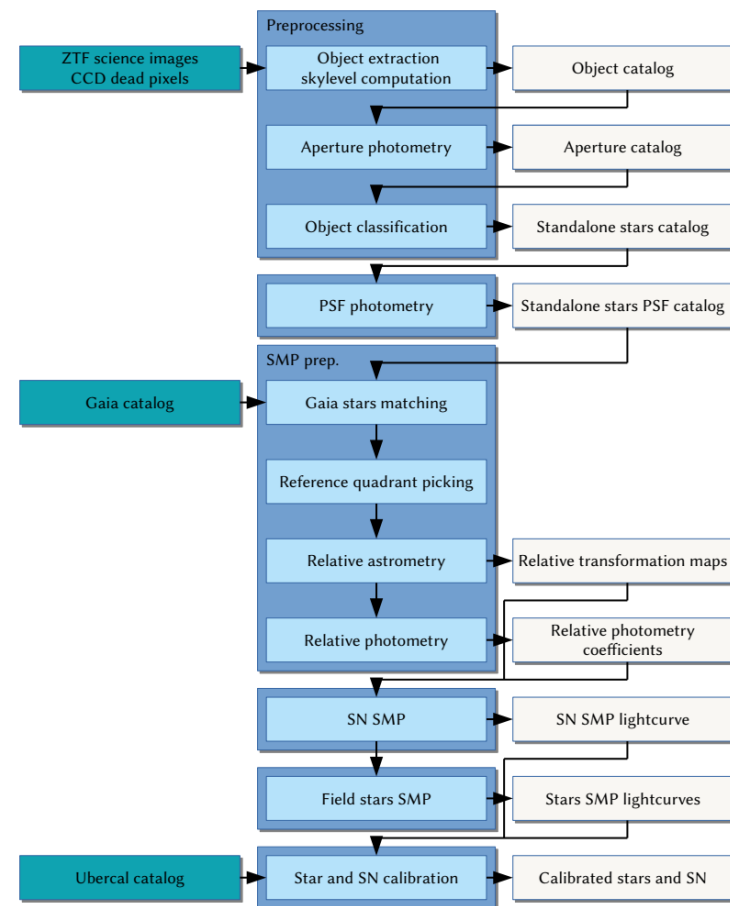 Preprocessing
ZTF science images
CCD dead pixels
Object extraction
skylevel computation
Object catalog
Aperture photometry
Aperture catalog
Object classification
Standalone stars catalog
PSF photometry
Standalone stars PSF catalog
SMP prep.
Gaia catalog
Gaia stars matching
Reference quadrant picking
Relative astrometry
Relative transformation maps
Relative photometry
Relative photometry
coefficients
SN SMP
SN SMP lightcurve
Field stars SMP
Stars SMP lightcurves
Ubercal catalog
Star and SN calibration
Calibrated stars and SN